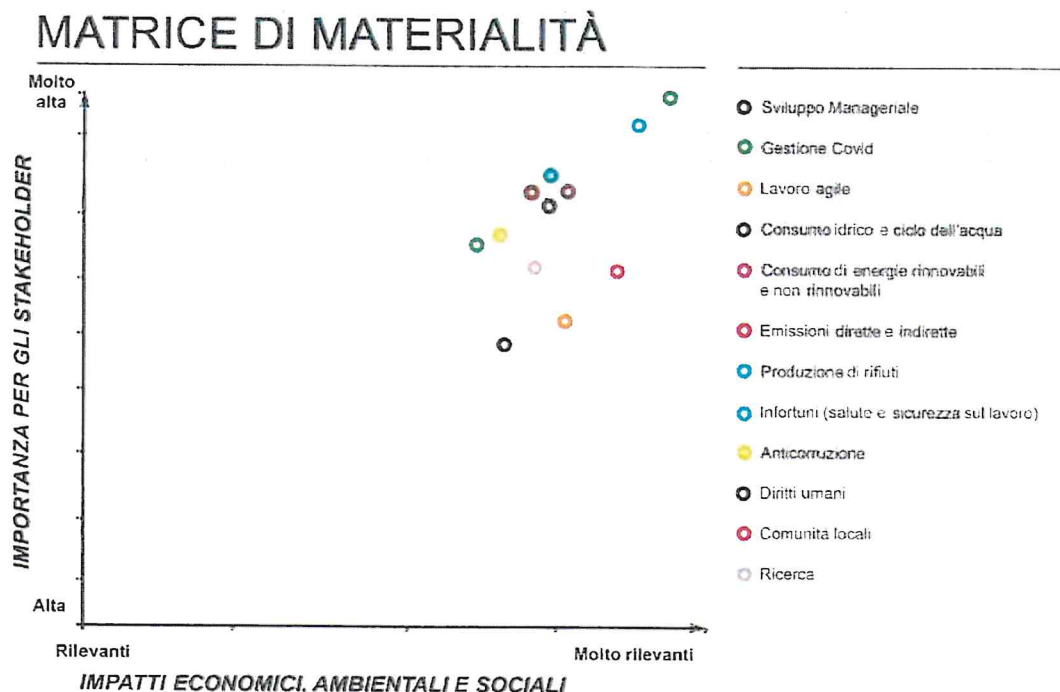 MATRICE DI MATERIALITÀ
Molto
alta
IMPORTANZA PER GLI STAKEHOLDER
Alta
Rilevanti
Molto rilevanti
IMPATTI ECONOMICI, AMBIENTALI E SOCIALI
Sviluppo Manageriale
Gestione Covid
Lavoro agile
Consumo idrico e ciclo dell'acqua
Consumo di energie rinnovabili
e non rinnovabili
Emissioni dirette e indirette
Produzione di rifiuti
Infortuni (salute e sicurezza sul lavoro)
Anticorruzione
Diritti umani
Comunità locali
Ricerca